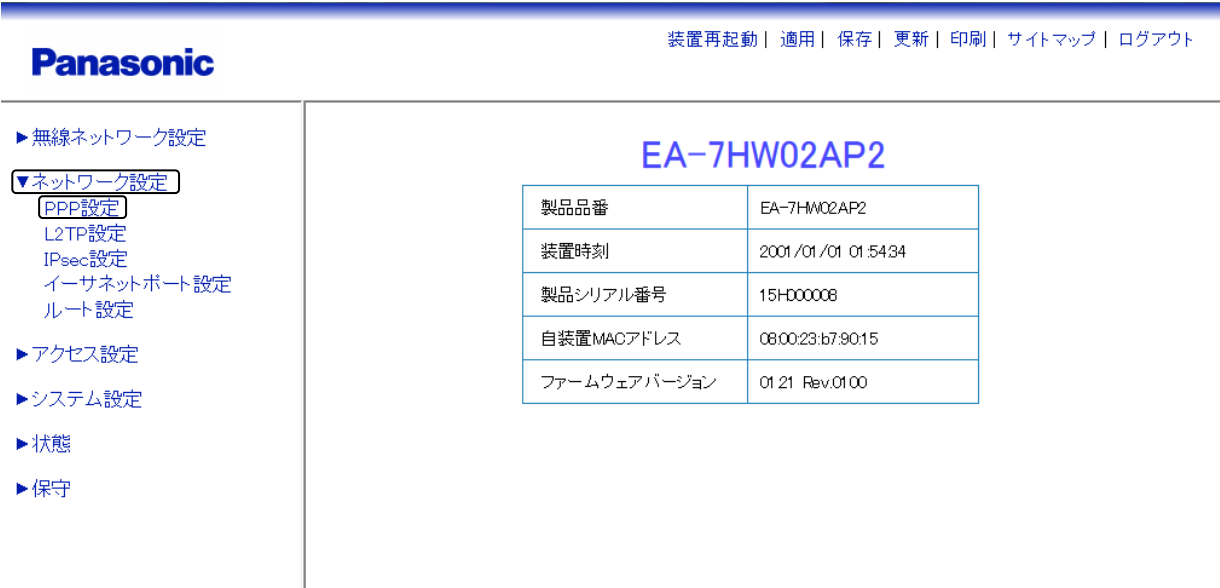 装置再起動| 適用| 保存| 更新| 印刷| サイトマップ| ログアウト
Panasonic
▶無線ネットワーク設定
▼ネットワーク設定
PPP設定
L2TP設定
IPsec設定
イーサネットポート設定
ルート設定
▶アクセス設定
▶システム設定
▶状態
▶保守
EA-7HW02AP2
製品品番 EA-7HW02AP2
装置時刻 2001/01/01 01:54:34
製品シリアル番号 15H000008
自装置MACアドレス 08:00:23:b7:90:15
ファームウェアバージョン 01.21 Rev.01.00